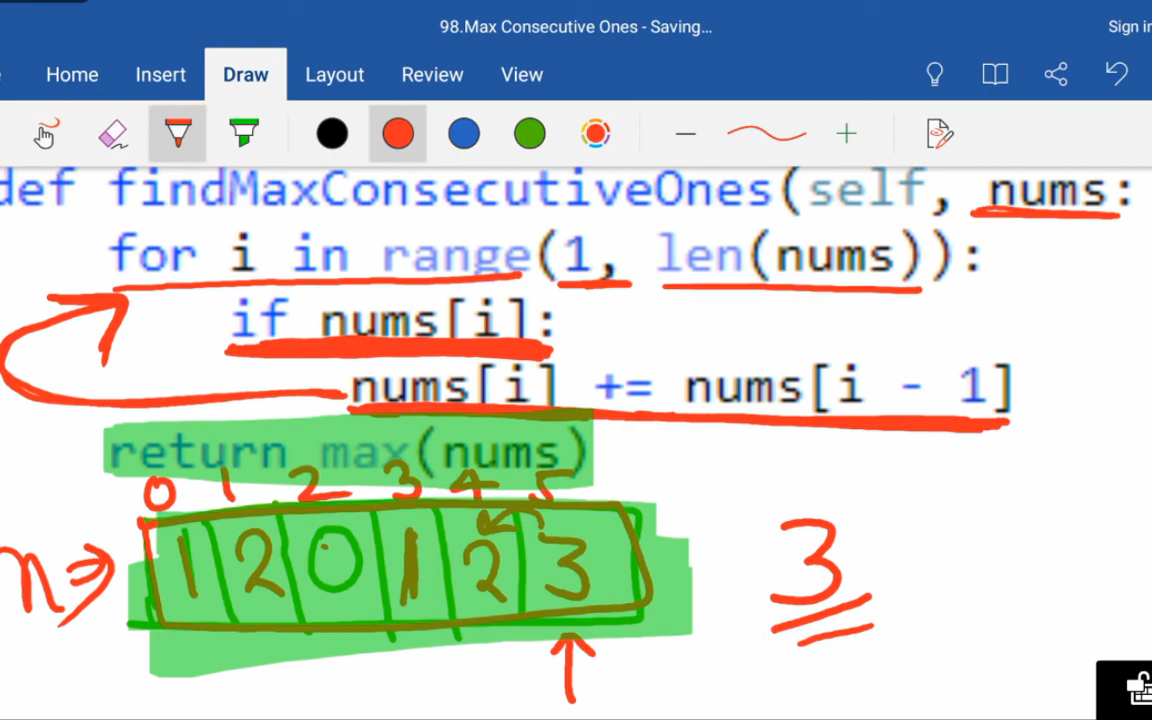 98.Max Consecutive Ones - Saving...
Sign in
Home Insert Draw Layout Review View
def findMaxConsecutiveOnes(self, nums:
for i in range(1, len(nums)):
if nums[i]:
nums[i] += nums[i - 1]
return max(nums)
0 1 2 3 4 5
n ⇒ 1 2 0 1 2 3
3